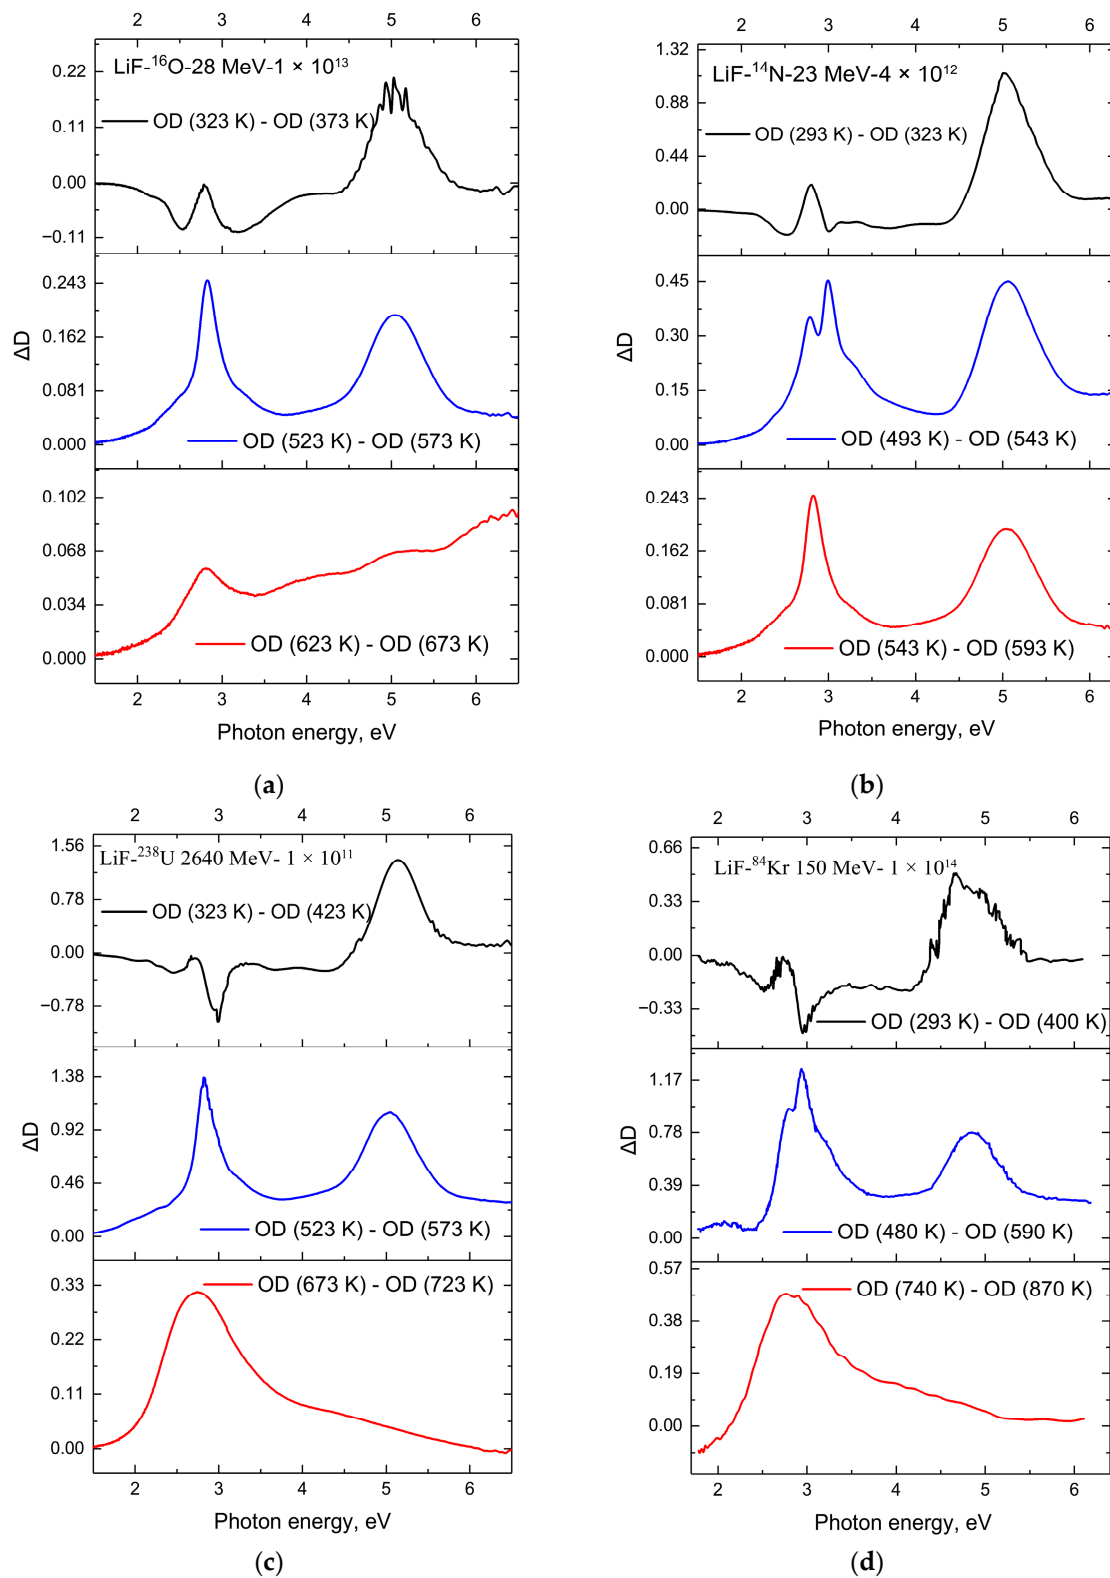 2 3 4 5 6
LiF-¹⁶O-28 MeV-1 × 10¹³
0.22
OD (323 K) - OD (373 K)
0.11
0.00
−0.11
0.243
0.162
ΔD
0.081
OD (523 K) - OD (573 K)
0.000
0.102
0.068
0.034
OD (623 K) - OD (673 K)
0.000
2 3 4 5 6
Photon energy, eV
(a)
2 3 4 5 6
1.32
LiF-¹⁴N-23 MeV-4 × 10¹²
0.88
OD (293 K) - OD (323 K)
0.44
0.00
0.45
0.30
ΔD
0.15
OD (493 K) - OD (543 K)
0.00
0.243
0.162
0.081
OD (543 K) - OD (593 K)
0.000
2 3 4 5 6
Photon energy, eV
(b)
2 3 4 5 6
1.56
LiF-²³⁸U 2640 MeV- 1 × 10¹¹
0.78
OD (323 K) - OD (423 K)
0.00
−0.78
1.38
0.92
ΔD
0.46
OD (523 K) - OD (573 K)
0.00
0.33
OD (673 K) - OD (723 K)
0.22
0.11
0.00
2 3 4 5 6
Photon energy, eV
(c)
2 3 4 5 6
0.66
LiF-⁸⁴Kr 150 MeV- 1 × 10¹⁴
0.33
0.00
−0.33
OD (293 K) - OD (400 K)
1.17
0.78
ΔD
0.39
OD (480 K) - OD (590 K)
0.00
0.57
OD (740 K) - OD (870 K)
0.38
0.19
0.00
2 3 4 5 6
Photon energy, eV
(d)